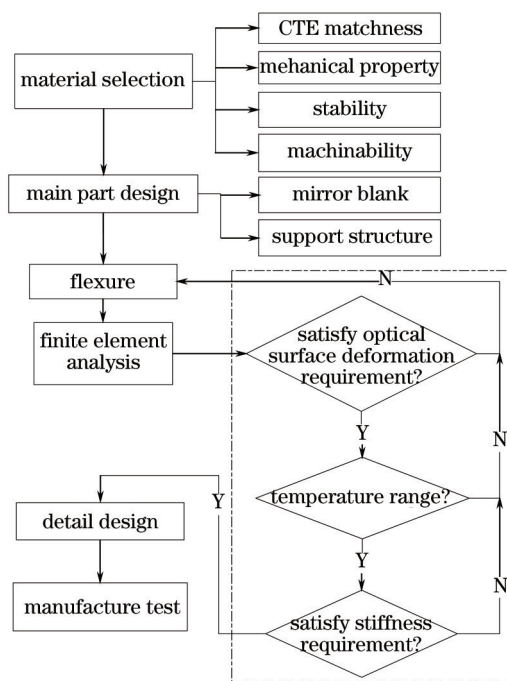 CTE matchness
material selection
mehanical property
stability
machinability
main part design
mirror blank
support structure
flexure
N
finite element
analysis
satisfy optical
surface deformation
requirement?
Y
N
temperature range?
Y
detail design
Y
N
manufacture test
satisfy stiffness
requirement?